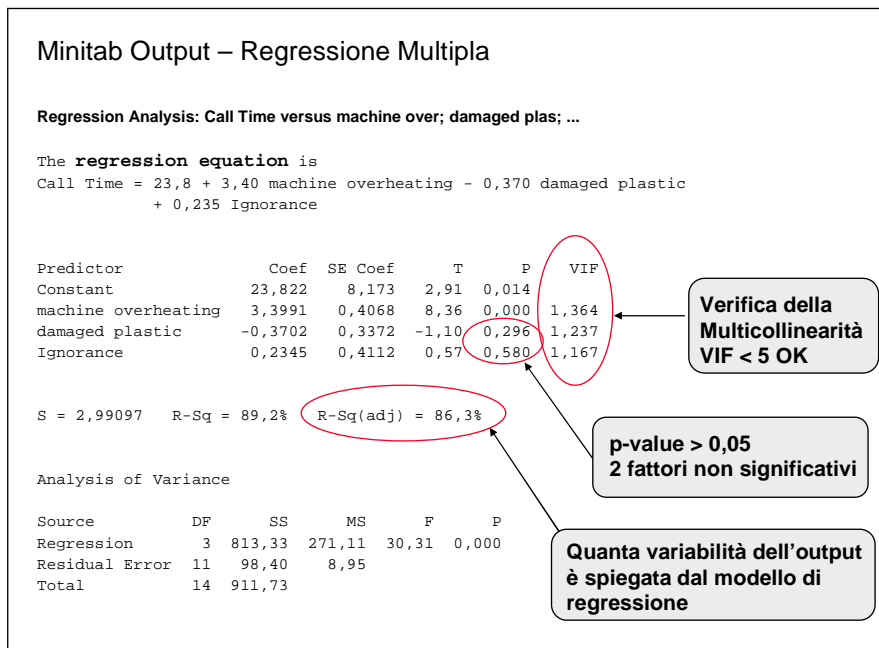 Minitab Output – Regressione Multipla
Regression Analysis: Call Time versus machine over; damaged plas; ...
The regression equation is
Call Time = 23,8 + 3,40 machine overheating - 0,370 damaged plastic
+ 0,235 Ignorance
Predictor Coef SE Coef T P VIF
Constant 23,822 8,173 2,91 0,014
machine overheating 3,3991 0,4068 8,36 0,000 1,364
damaged plastic -0,3702 0,3372 -1,10 0,296 1,237
Ignorance 0,2345 0,4112 0,57 0,580 1,167
Verifica della
Multicollinearità
VIF < 5 OK
S = 2,99097 R-Sq = 89,2% R-Sq(adj) = 86,3%
p-value > 0,05
2 fattori non significativi
Analysis of Variance
Source DF SS MS F P
Regression 3 813,33 271,11 30,31 0,000
Residual Error 11 98,40 8,95
Total 14 911,73
Quanta variabilità dell’output
è spiegata dal modello di
regressione